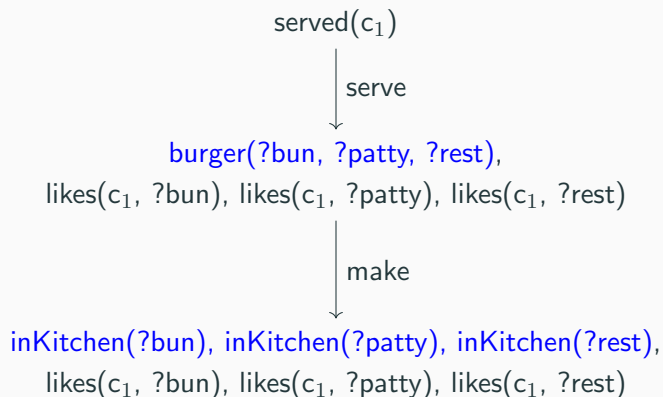 served(c₁)
serve
burger(?bun, ?patty, ?rest),
likes(c₁, ?bun), likes(c₁, ?patty), likes(c₁, ?rest)
make
inKitchen(?bun), inKitchen(?patty), inKitchen(?rest),
likes(c₁, ?bun), likes(c₁, ?patty), likes(c₁, ?rest)